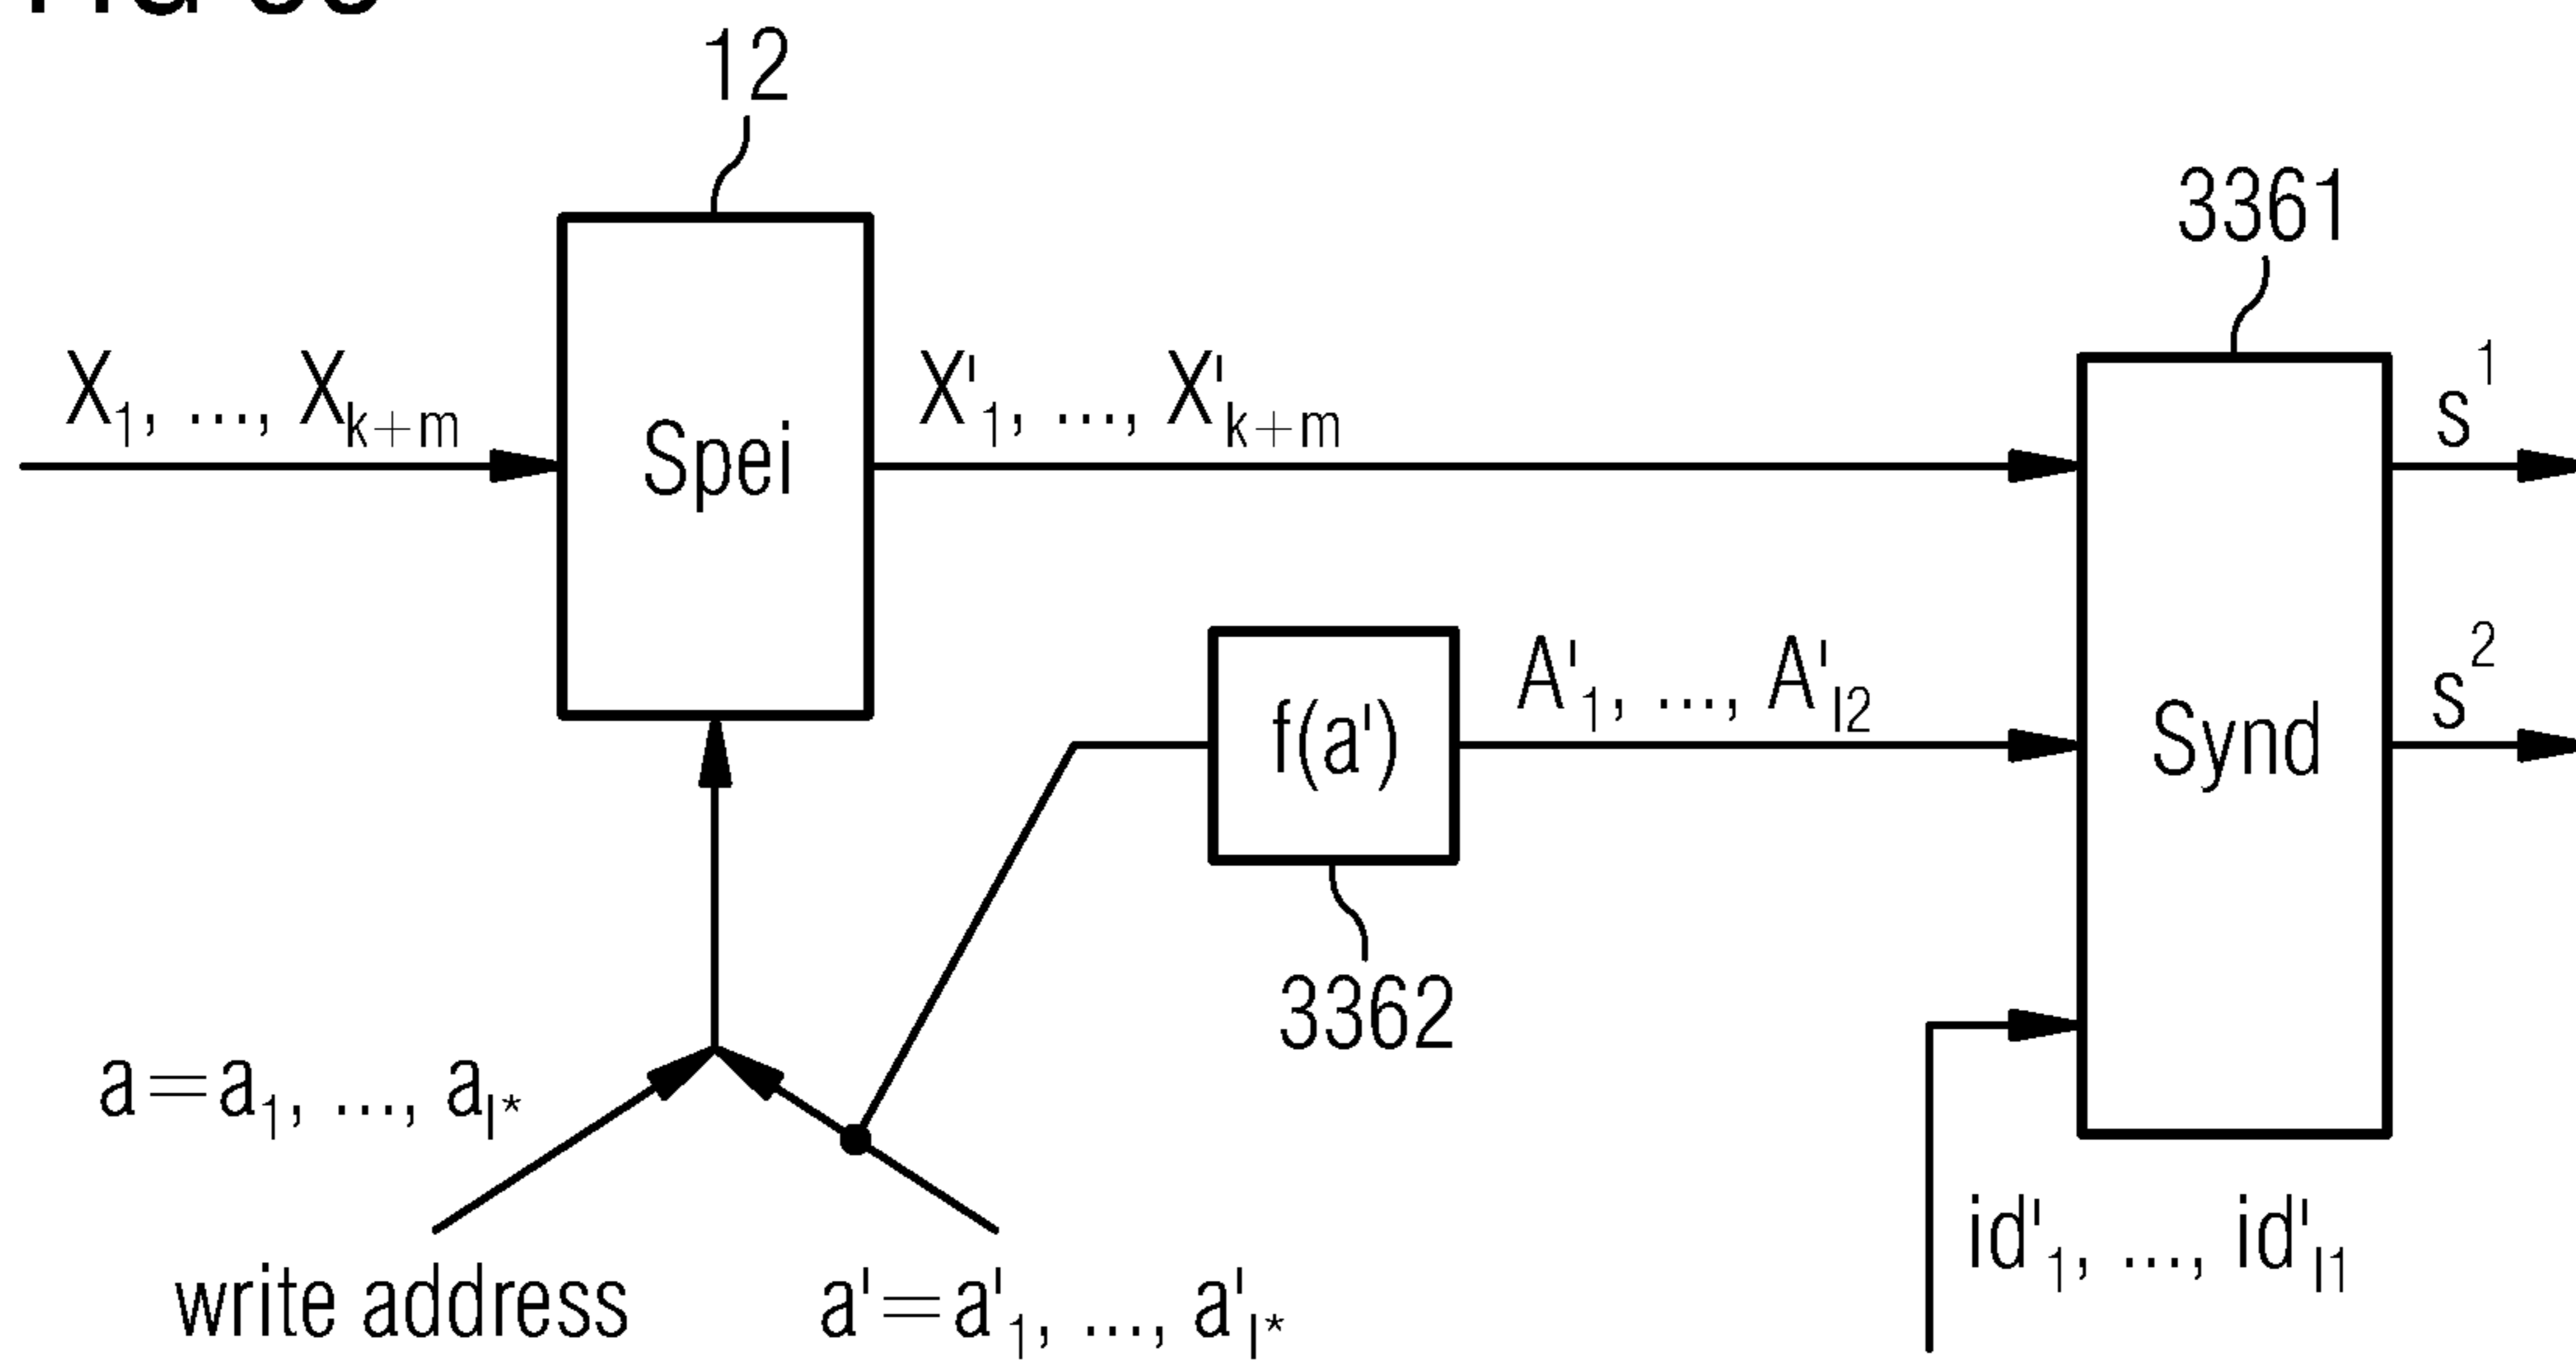 12
3361
X₁, ..., Xₖ₊ₘ
Spei
X'₁, ..., X'ₖ₊ₘ
s¹
f(a')
A'₁, ..., A'ₗ₂
Synd
s²
3362
a=a₁, ..., aₗ*
id'₁, ..., id'ₗ₁
write address
a'=a'₁, ..., a'ₗ*